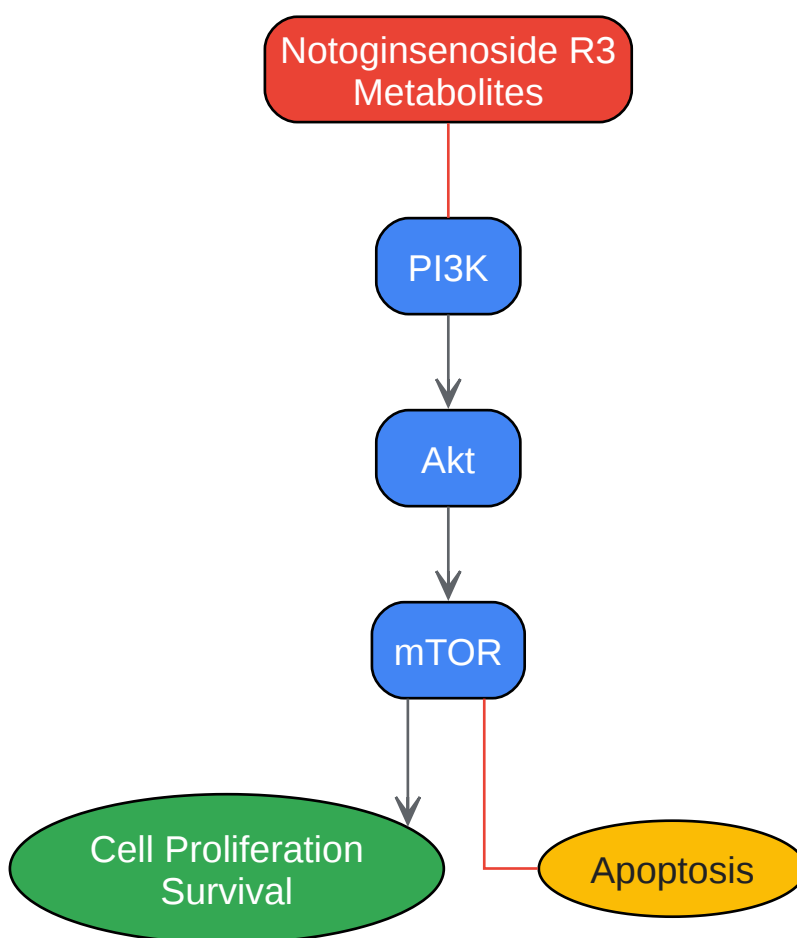 Notoginsenoside R3
Metabolites
PI3K
Akt
mTOR
Cell Proliferation
Survival
Apoptosis